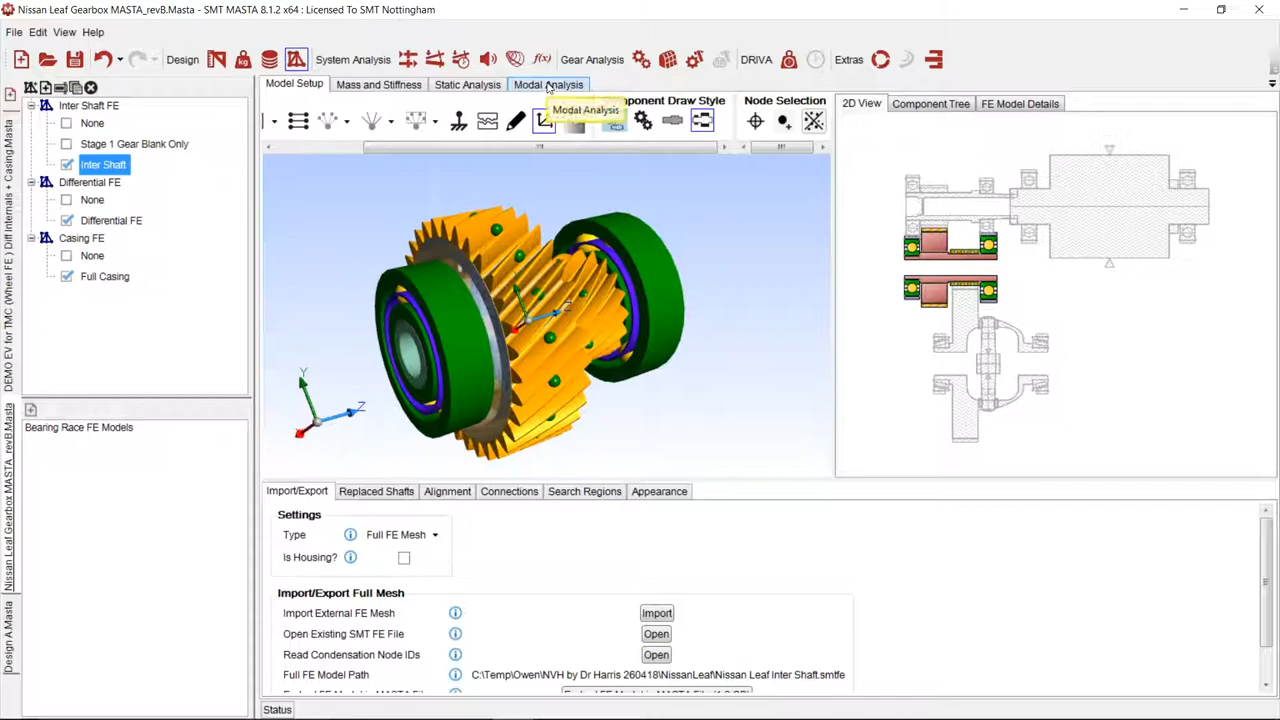 Nissan Leaf Gearbox MASTA_revB.Masta - SMT MASTA 8.1.2 x64 : Licensed To SMT Nottingham
File Edit View Help
Design System Analysis f(x) Gear Analysis DRIVA Extras
Model Setup Mass and Stiffness Static Analysis Modal Analysis
Modal Analysis
omponent Draw Style Node Selection
2D View Component Tree FE Model Details
Inter Shaft FE
None
Stage 1 Gear Blank Only
Inter Shaft
Differential FE
None
Differential FE
Casing FE
None
Full Casing
DEMO EV for TMC (Wheel FE ) Diff Internals + Casing.Masta
Nissan Leaf Gearbox MASTA_revB.Masta
Design A.Masta
Bearing Race FE Models
Y
Z
Z
Import/Export Replaced Shafts Alignment Connections Search Regions Appearance
Settings
Type Full FE Mesh
Is Housing?
Import/Export Full Mesh
Import External FE Mesh Import
Open Existing SMT FE File Open
Read Condensation Node IDs Open
Full FE Model Path C:\Temp\Owen\NVH by Dr Harris 260418\NissanLeaf\Nissan Leaf Inter Shaft.smtfe
Status